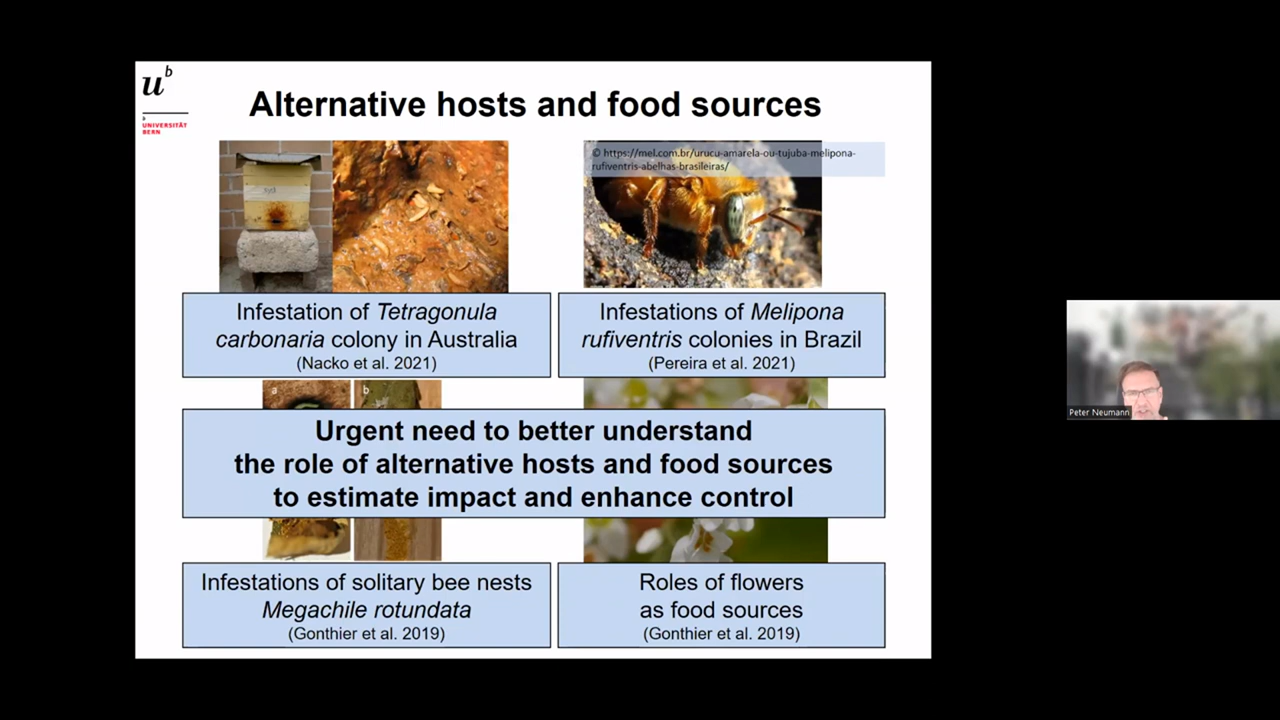 u
b
b
UNIVERSITÄT
BERN
Alternative hosts and food sources
© https://mel.com.br/urucu-amarela-ou-tujuba-melipona-
rufiventris-abelhas-brasileiras/
Infestation of Tetragonula
carbonaria colony in Australia
(Nacko et al. 2021)
Infestations of Melipona
rufiventris colonies in Brazil
(Pereira et al. 2021)
a
b
Urgent need to better understand
the role of alternative hosts and food sources
to estimate impact and enhance control
Infestations of solitary bee nests
Megachile rotundata
(Gonthier et al. 2019)
Roles of flowers
as food sources
(Gonthier et al. 2019)
Peter Neumann